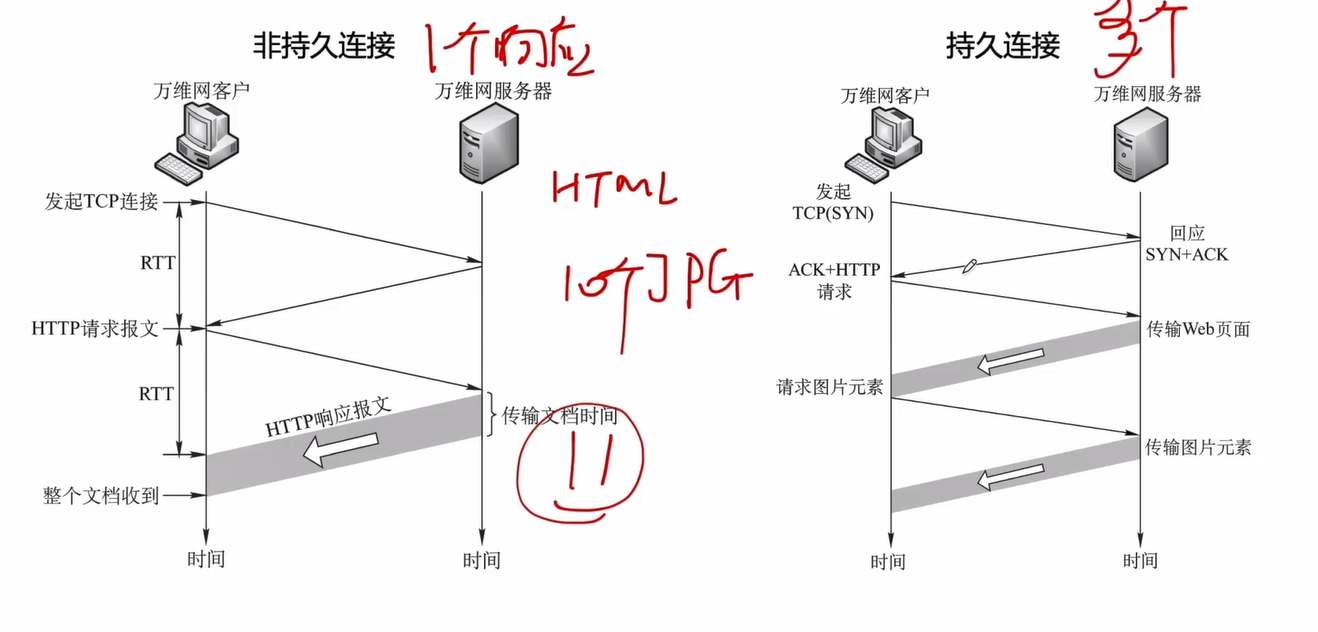 非持久连接 1个响应
万维网客户
万维网服务器
发起TCP连接
RTT
HTTP请求报文
RTT
HTTP响应报文
传输文档时间
整个文档收到
时间
时间
HTML
10个JPG
11
持久连接 多个
万维网客户
万维网服务器
发起
TCP(SYN)
回应
SYN+ACK
ACK+HTTP
请求
传输Web页面
请求图片元素
传输图片元素
时间
时间